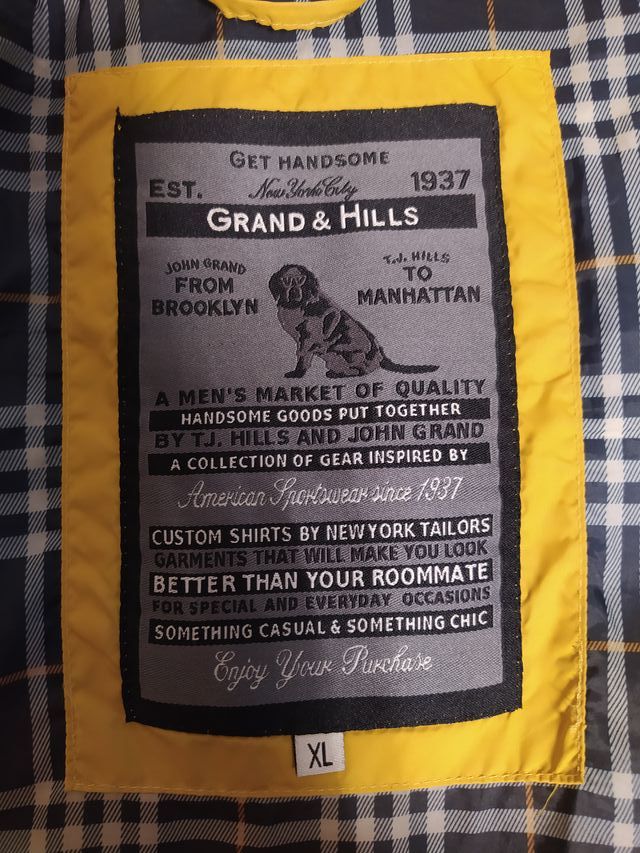 GET HANDSOME
EST. New York City 1937
GRAND & HILLS
JOHN GRAND
FROM
BROOKLYN
T.J. HILLS
TO
MANHATTAN
A MEN'S MARKET OF QUALITY
HANDSOME GOODS PUT TOGETHER
BY T.J. HILLS AND JOHN GRAND
A COLLECTION OF GEAR INSPIRED BY
American Sportswear since 1937
CUSTOM SHIRTS BY NEW YORK TAILORS
GARMENTS THAT WILL MAKE YOU LOOK
BETTER THAN YOUR ROOMMATE
FOR SPECIAL AND EVERYDAY OCCASIONS
SOMETHING CASUAL & SOMETHING CHIC
Enjoy Your Purchase
XL